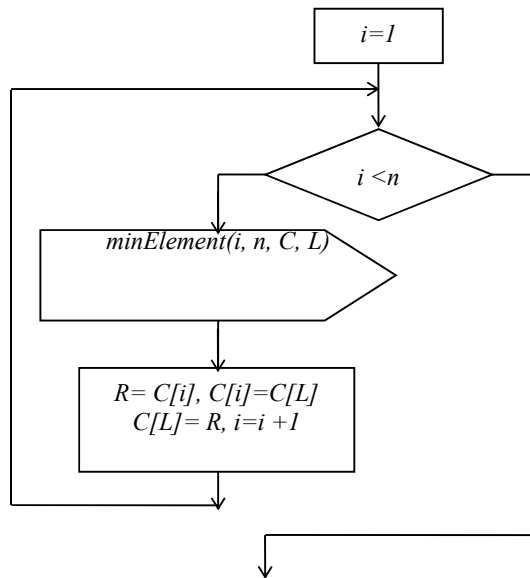 i=1
i <n
minElement(i, n, C, L)
R= C[i], C[i]=C[L]
C[L]= R, i=i +1